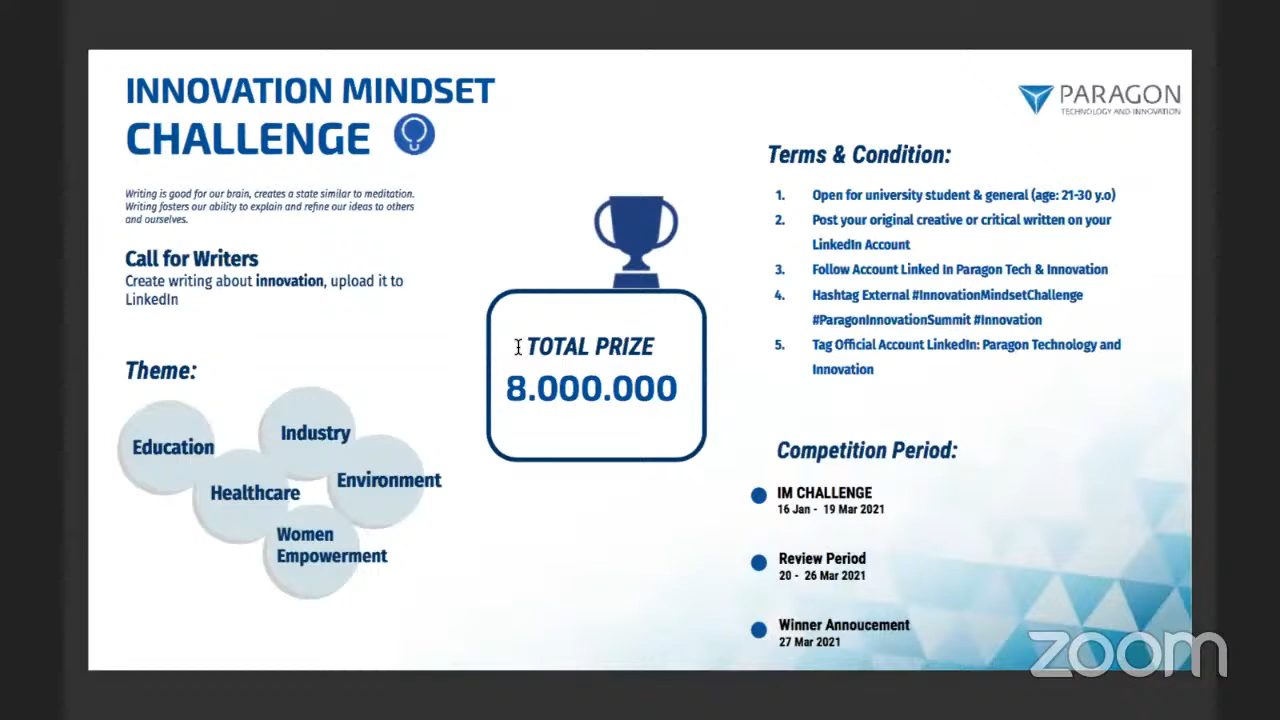 INNOVATION MINDSET
CHALLENGE
Writing is good for our brain, creates a state similar to meditation.
Writing fosters our ability to explain and refine our ideas to others
and ourselves.
Call for Writers
Create writing about innovation, upload it to
LinkedIn
Theme:
Education
Industry
Healthcare
Environment
Women
Empowerment
TOTAL PRIZE
8.000.000
PARAGON
TECHNOLOGY AND INNOVATION
Terms & Condition:
1. Open for university student & general (age: 21-30 y.o)
2. Post your original creative or critical written on your
LinkedIn Account
3. Follow Account Linked In Paragon Tech & Innovation
4. Hashtag External #InnovationMindsetChallenge
#ParagonInnovationSummit #Innovation
5. Tag Official Account LinkedIn: Paragon Technology and
Innovation
Competition Period:
IM CHALLENGE
16 Jan - 19 Mar 2021
Review Period
20 - 26 Mar 2021
Winner Annoucement
27 Mar 2021
zoom